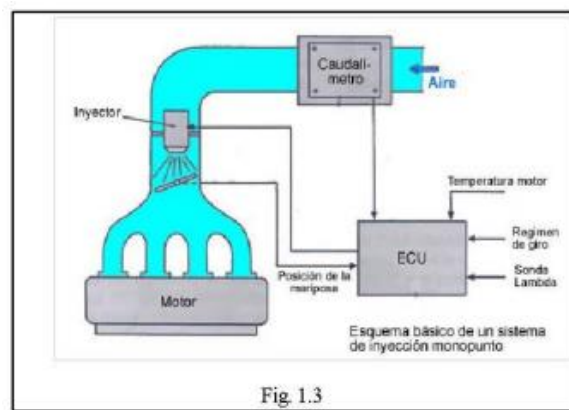 Caudalí-
metro
Aire
Inyector
Temperatura motor
Regimen
de giro
ECU
Sonda
Lambda
Posición de la
mariposa
Motor
Esquema básico de un sistema
de inyección monopunto
Fig. 1.3